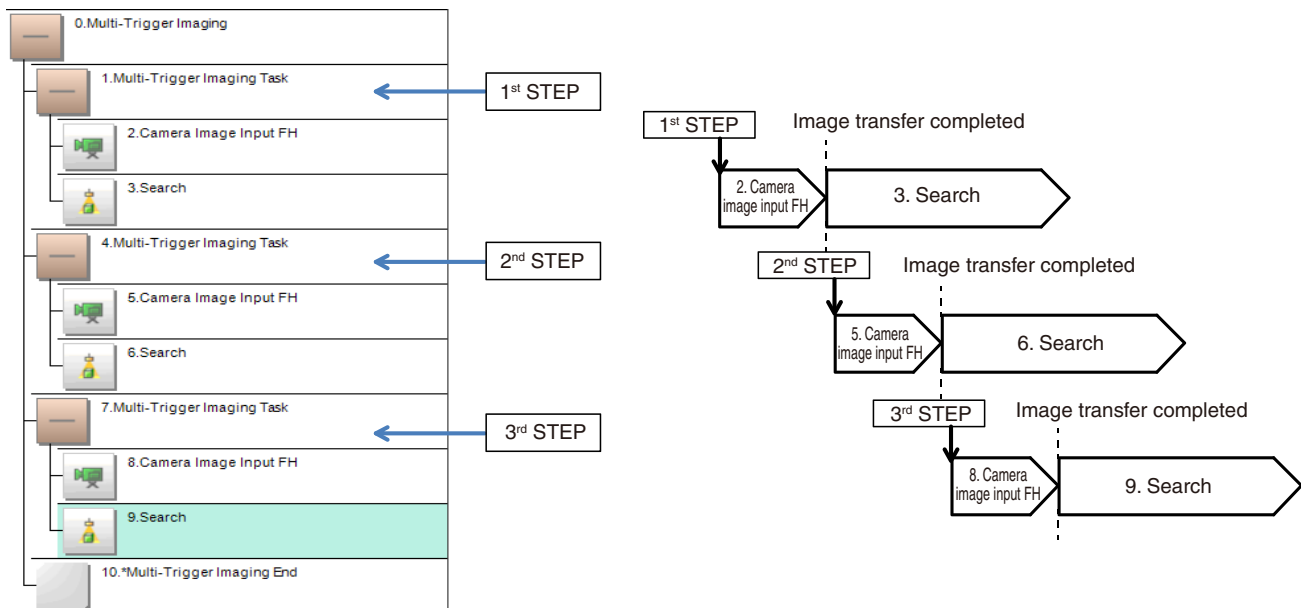 0.Multi-Trigger Imaging
1.Multi-Trigger Imaging Task
1st STEP
2.Camera Image Input FH
3.Search
4.Multi-Trigger Imaging Task
2nd STEP
5.Camera Image Input FH
6.Search
7.Multi-Trigger Imaging Task
3rd STEP
8.Camera Image Input FH
9.Search
10.*Multi-Trigger Imaging End
1st STEP
Image transfer completed
2. Camera
image input FH
3. Search
2nd STEP
Image transfer completed
5. Camera
image input FH
6. Search
3rd STEP
Image transfer completed
8. Camera
image input FH
9. Search